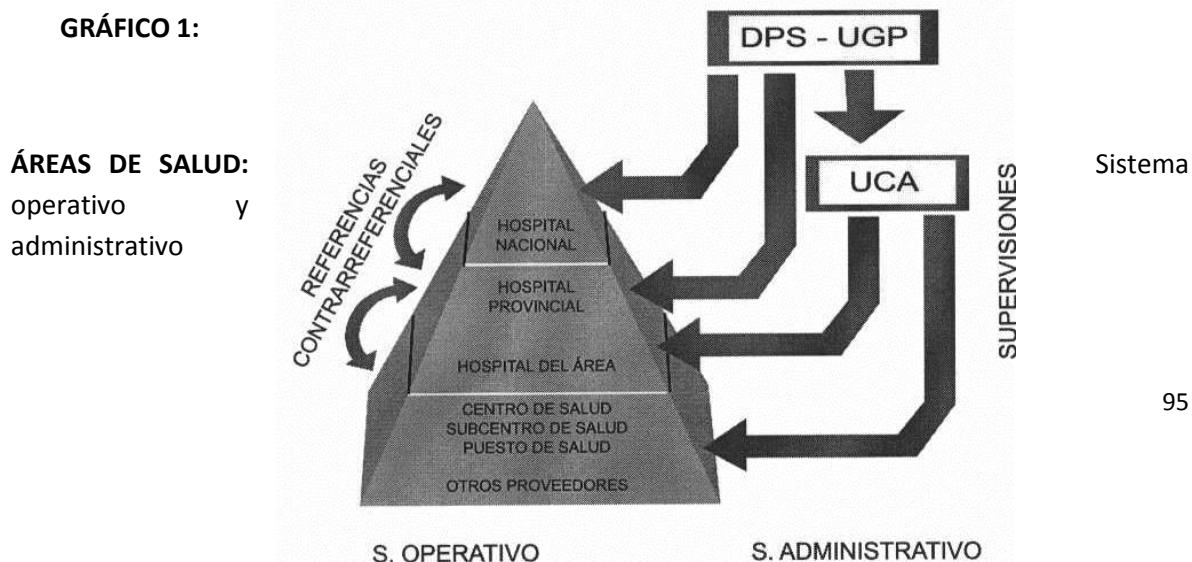 GRÁFICO 1:
ÁREAS DE SALUD: Sistema
operativo y
administrativo
DPS - UGP
UCA
SUPERVISIONES
REFERENCIAS
CONTRARREFERENCIALES
HOSPITAL
NACIONAL
HOSPITAL
PROVINCIAL
HOSPITAL DEL ÁREA
CENTRO DE SALUD
SUBCENTRO DE SALUD
PUESTO DE SALUD
OTROS PROVEEDORES
95
S. OPERATIVO
S. ADMINISTRATIVO